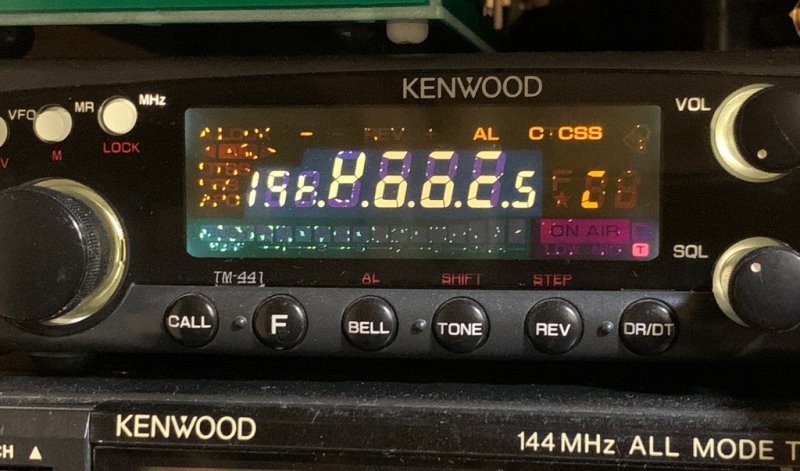 KENWOOD
VFO MR MHz
M LOCK
VOL
AL C CSS
ON AIR
T
SQL
TM-441 AL SHIFT STEP
CALL F BELL TONE REV DR/DT
KENWOOD
144 MHz ALL MODE T
CH ▲